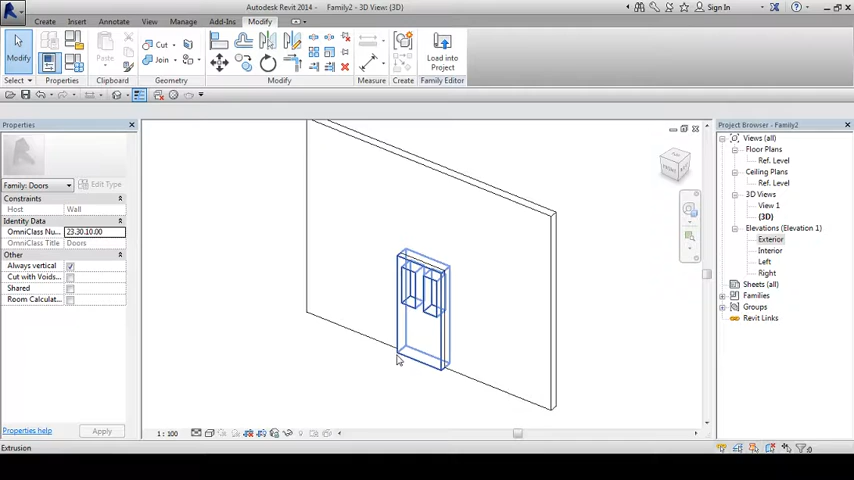 Autodesk Revit 2014 - Family2 - 3D View: (3D)
Sign In
Create Insert Annotate View Manage Add-Ins Modify
Modify
Paste
Cut
Join
Load into
Project
Select Properties Clipboard Geometry Modify Measure Create Family Editor
Properties
Family: Doors
Edit Type
Constraints
Host Wall
Identity Data
OmniClass Nu... 23.30.10.00
OmniClass Title Doors
Other
Always vertical
Cut with Voids...
Shared
Room Calculat...
Properties help
Apply
1 : 100
Extrusion
:0
Project Browser - Family2
Views (all)
Floor Plans
Ref. Level
Ceiling Plans
Ref. Level
3D Views
View 1
(3D)
Elevations (Elevation 1)
Exterior
Interior
Left
Right
Sheets (all)
Families
Groups
Revit Links